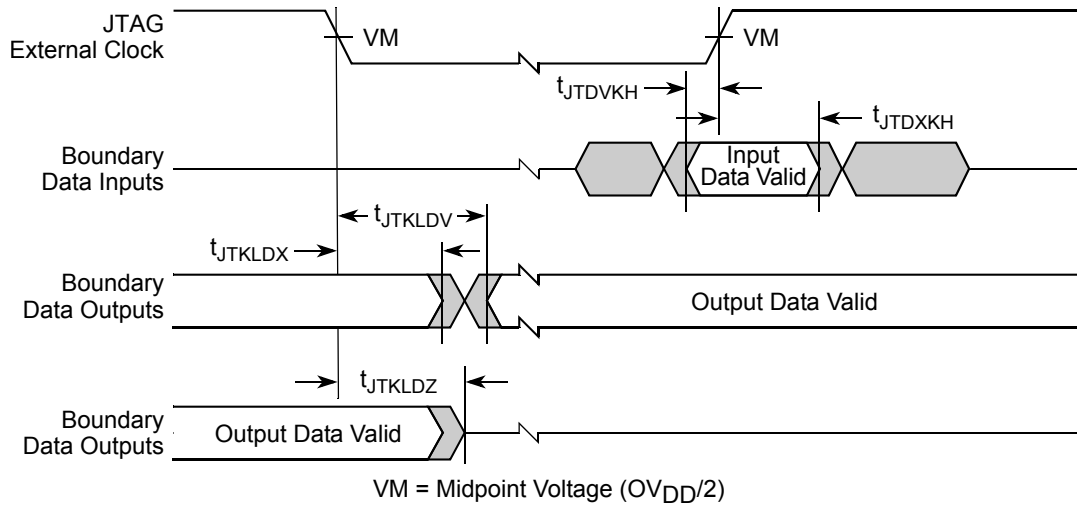 JTAG
External Clock
VM
VM
tJTDVKH
tJTDXKH
Boundary
Data Inputs
Input
Data Valid
tJTKLDV
tJTKLDX
Boundary
Data Outputs
Output Data Valid
tJTKLDZ
Boundary
Data Outputs
Output Data Valid
VM = Midpoint Voltage (OVDD/2)